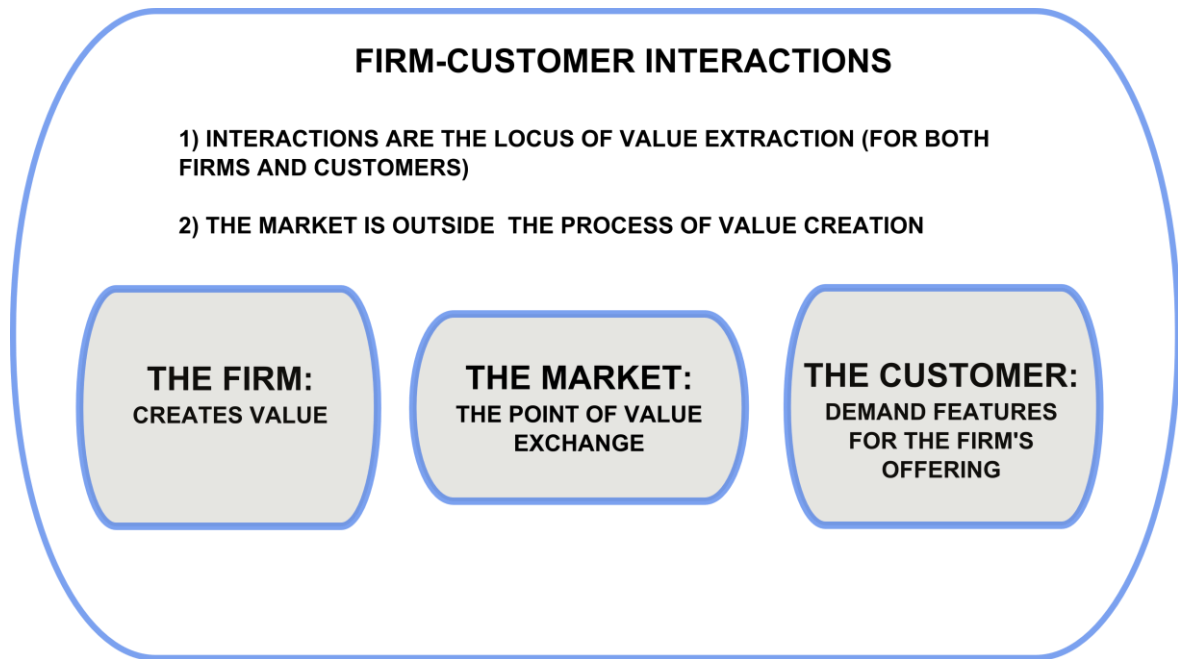 FIRM-CUSTOMER INTERACTIONS
1) INTERACTIONS ARE THE LOCUS OF VALUE EXTRACTION (FOR BOTH
FIRMS AND CUSTOMERS)
2) THE MARKET IS OUTSIDE  THE PROCESS OF VALUE CREATION
THE FIRM:
CREATES VALUE
THE MARKET:
THE POINT OF VALUE
EXCHANGE
THE CUSTOMER:
DEMAND FEATURES
FOR THE FIRM'S
OFFERING